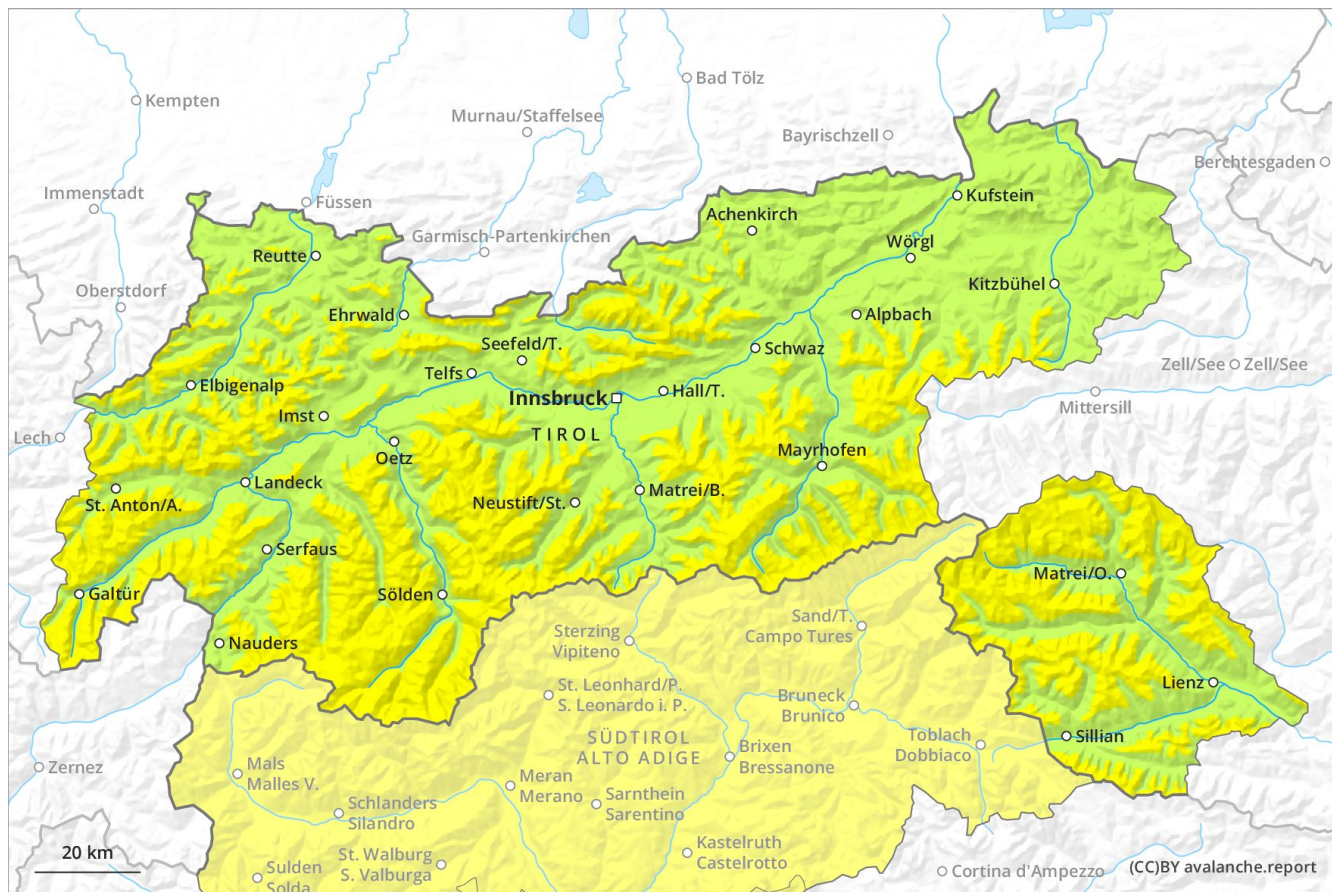 Kempten
Bad Tölz
Murnau/Staffelsee
Bayrischzell
Berchtesgaden
Immenstadt
Füssen
Kufstein
Achenkirch
Garmisch-Partenkirchen
Wörgl
Reutte
Oberstdorf
Kitzbühel
Ehrwald
Alpbach
Seefeld/T.
Schwaz
Zell/See
Zell/See
Telfs
Elbigenalp
Hall/T.
Innsbruck
Mittersill
Imst
TIROL
Lech
Mayrhofen
Oetz
Landeck
Matrei/B.
St. Anton/A.
Neustift/St.
Serfaus
Matrei/O.
Galtür
Sölden
Sand/T.
Campo Tures
Sterzing
Vipiteno
Nauders
Lienz
St. Leonhard/P.
S. Leonardo i. P.
Bruneck
Brunico
SÜDTIROL
ALTO ADIGE
Toblach
Dobbiaco
Sillian
Brixen
Bressanone
Zernez
Mals
Malles V.
Meran
Merano
Sarnthein
Sarentino
Schlanders
Silandro
20 km
St. Walburg
S. Valburga
Kastelruth
Castelrotto
Sulden
Solda
Cortina d'Ampezzo
(CC)BY avalanche.report